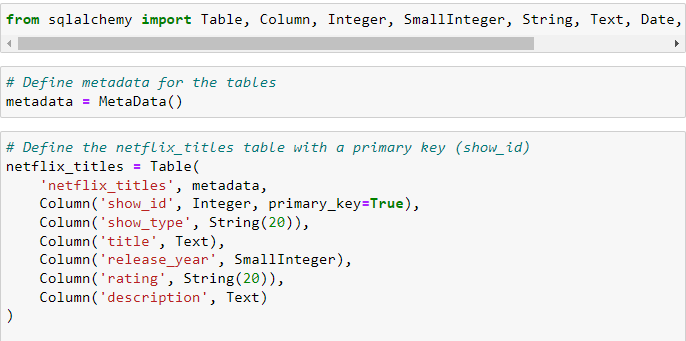 from sqlalchemy import Table, Column, Integer, SmallInteger, String, Text, Date,
# Define metadata for the tables
metadata = MetaData()
# Define the netflix_titles table with a primary key (show_id)
netflix_titles = Table(
    'netflix_titles', metadata,
    Column('show_id', Integer, primary_key=True),
    Column('show_type', String(20)),
    Column('title', Text),
    Column('release_year', SmallInteger),
    Column('rating', String(20)),
    Column('description', Text)
)